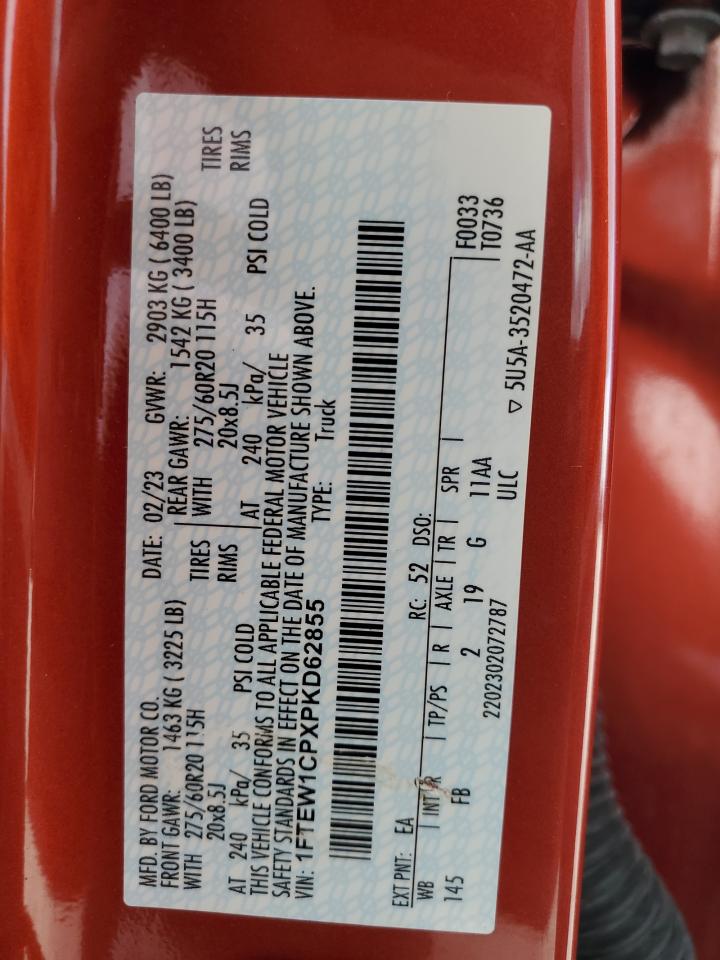 MFD. BY FORD MOTOR CO.
DATE: 02/23 GVWR: 2903 KG ( 6400 LB)
FRONT GAWR: 1463 KG ( 3225 LB)
REAR GAWR: 1542 KG ( 3400 LB)
WITH 275/60R20 115H TIRES
WITH 275/60R20 115H TIRES
20x8.5J RIMS
20x8.5J RIMS
AT 240 kPa/ 35 PSI COLD
AT 240 kPa/ 35 PSI COLD
THIS VEHICLE CONFORMS TO ALL APPLICABLE FEDERAL MOTOR VEHICLE
SAFETY STANDARDS IN EFFECT ON THE DATE OF MANUFACTURE SHOWN ABOVE.
VIN: 1FTEW1CPXPKD62855 TYPE: Truck
EXT PNT: EA RC: 52 DSO:
WB INT TR TP/PS R AXLE TR SPR F0033
145 FB 2 19 G 11AA T0736
2202302072787 ULC
▽ 5U5A-3520472-AA